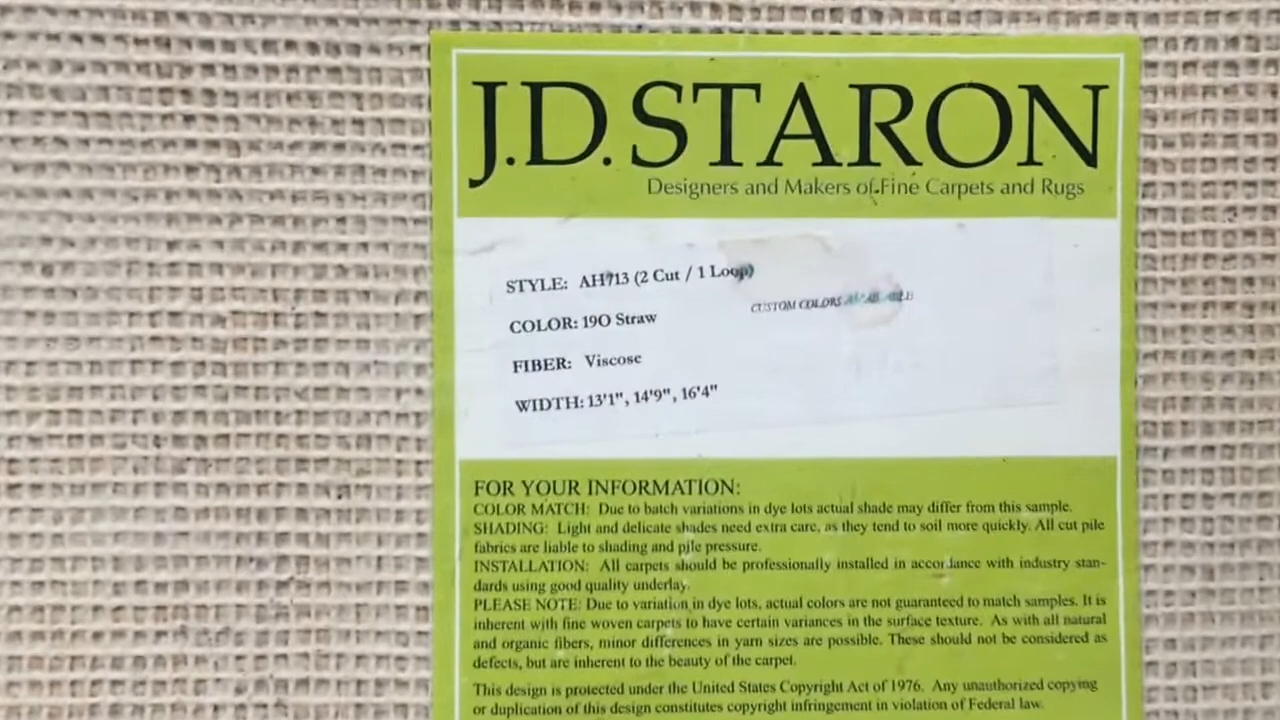 J.D.STARON
Designers and Makers of Fine Carpets and Rugs
STYLE: AH713 (2 Cut / 1 Loop)
CUSTOM COLORS AVAILABLE
COLOR: 19O Straw
FIBER: Viscose
WIDTH: 13'1", 14'9", 16'4"
FOR YOUR INFORMATION:
COLOR MATCH: Due to batch variations in dye lots actual shade may differ from this sample.
SHADING: Light and delicate shades need extra care, as they tend to soil more quickly. All cut pile
fabrics are liable to shading and pile pressure.
INSTALLATION: All carpets should be professionally installed in accordance with industry stan-
dards using good quality underlay.
PLEASE NOTE: Due to variation in dye lots, actual colors are not guaranteed to match samples. It is
inherent with fine woven carpets to have certain variances in the surface texture. As with all natural
and organic fibers, minor differences in yarn sizes are possible. These should not be considered as
defects, but are inherent to the beauty of the carpet.
This design is protected under the United States Copyright Act of 1976. Any unauthorized copying
or duplication of this design constitutes copyright infringement in violation of Federal law.